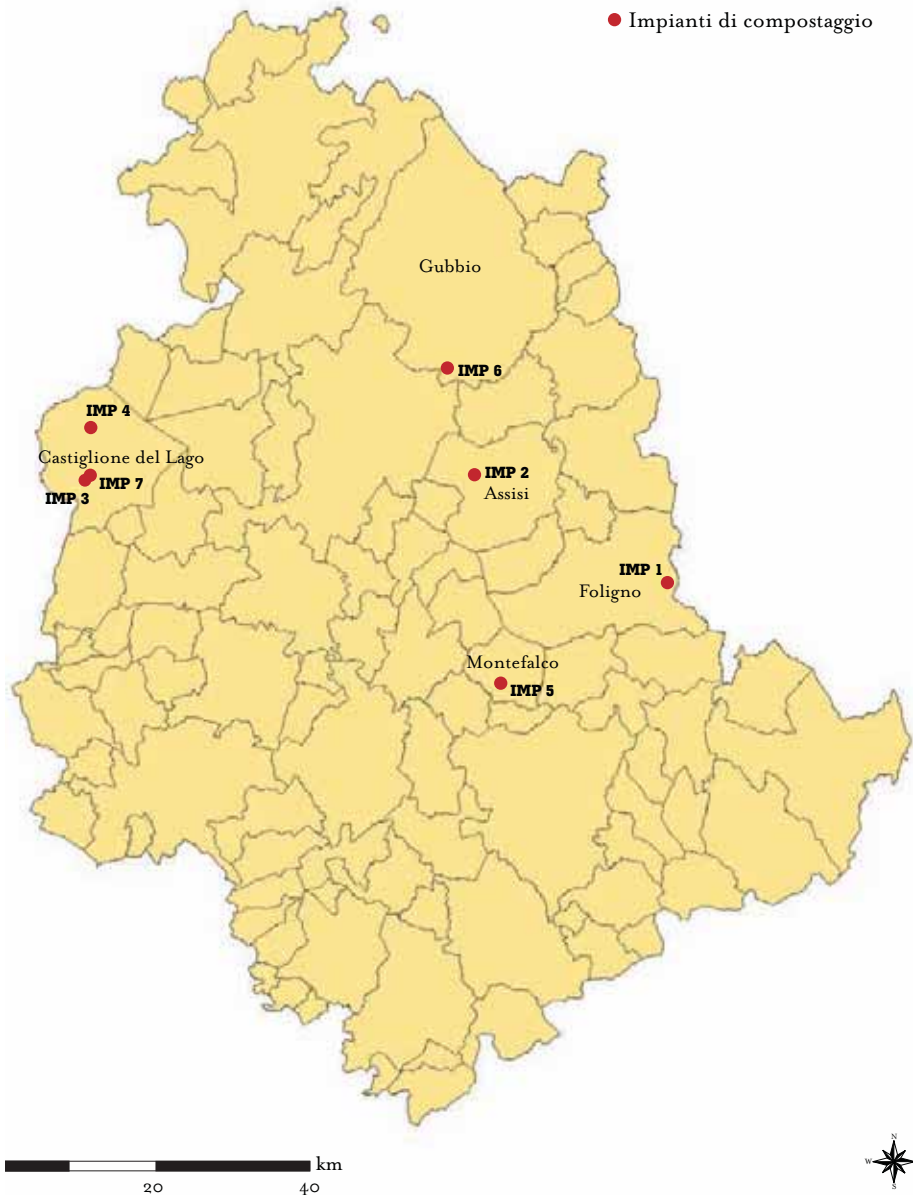 Impianti di compostaggio
Gubbio
IMP 6
IMP 4
Castiglione del Lago
IMP 7
IMP 3
IMP 2
Assisi
IMP 1
Foligno
Montefalco
IMP 5
km
20
40
N
W
S